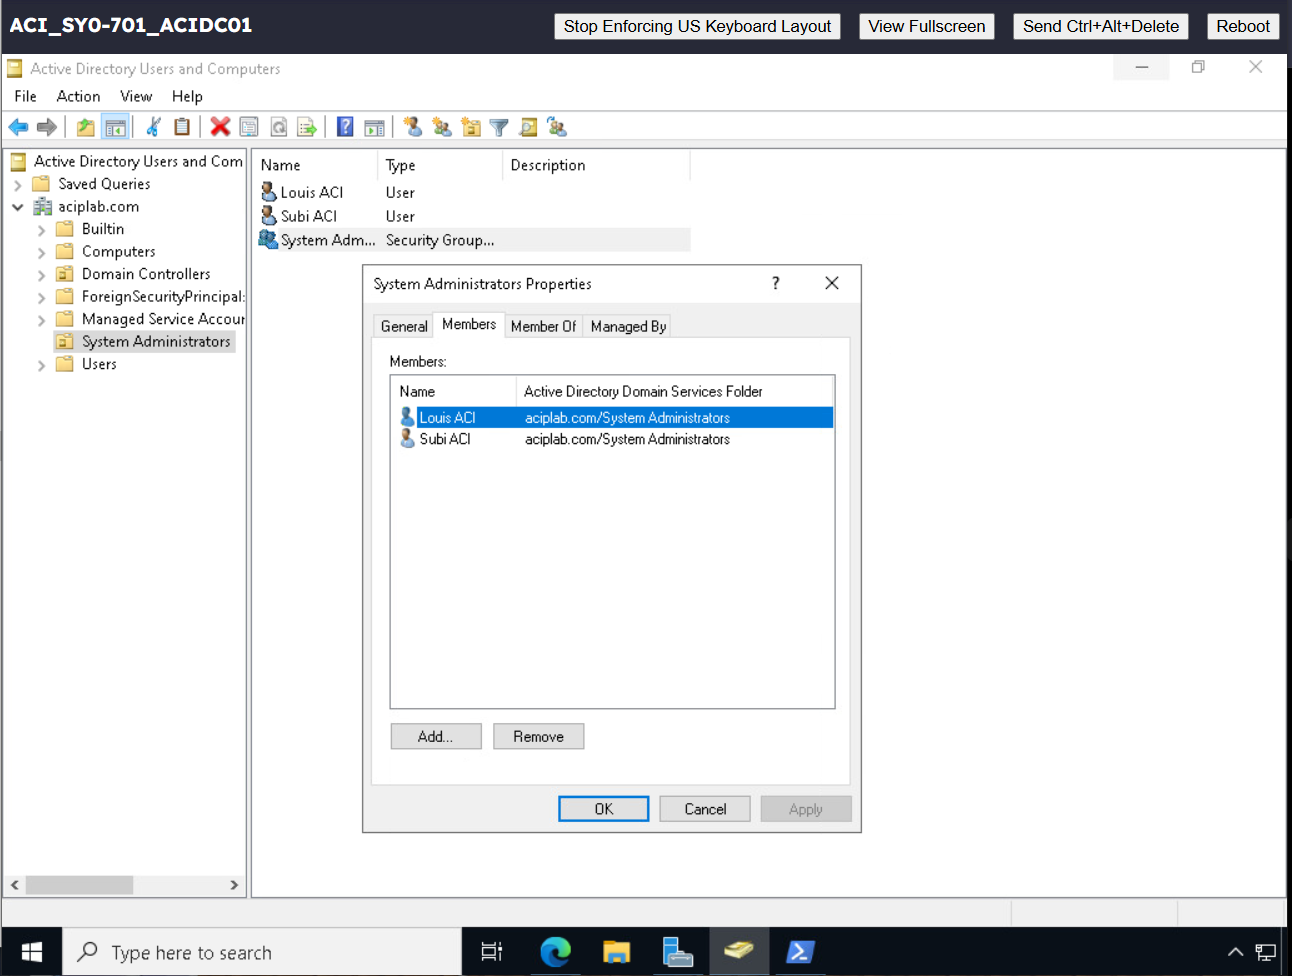 ACI_SY0-701_ACIDC01
Stop Enforcing US Keyboard Layout
View Fullscreen
Send Ctrl+Alt+Delete
Reboot
Active Directory Users and Computers
File Action View Help
Active Directory Users and Com
Saved Queries
aciplab.com
Builtin
Computers
Domain Controllers
ForeignSecurityPrincipal:
Managed Service Accour
System Administrators
Users
Name Type Description
Louis ACI User
Subi ACI User
System Adm... Security Group...
System Administrators Properties
General Members Member Of Managed By
Members:
Name Active Directory Domain Services Folder
Louis ACI aciplab.com/System Administrators
Subi ACI aciplab.com/System Administrators
Add... Remove
OK Cancel Apply
Type here to search